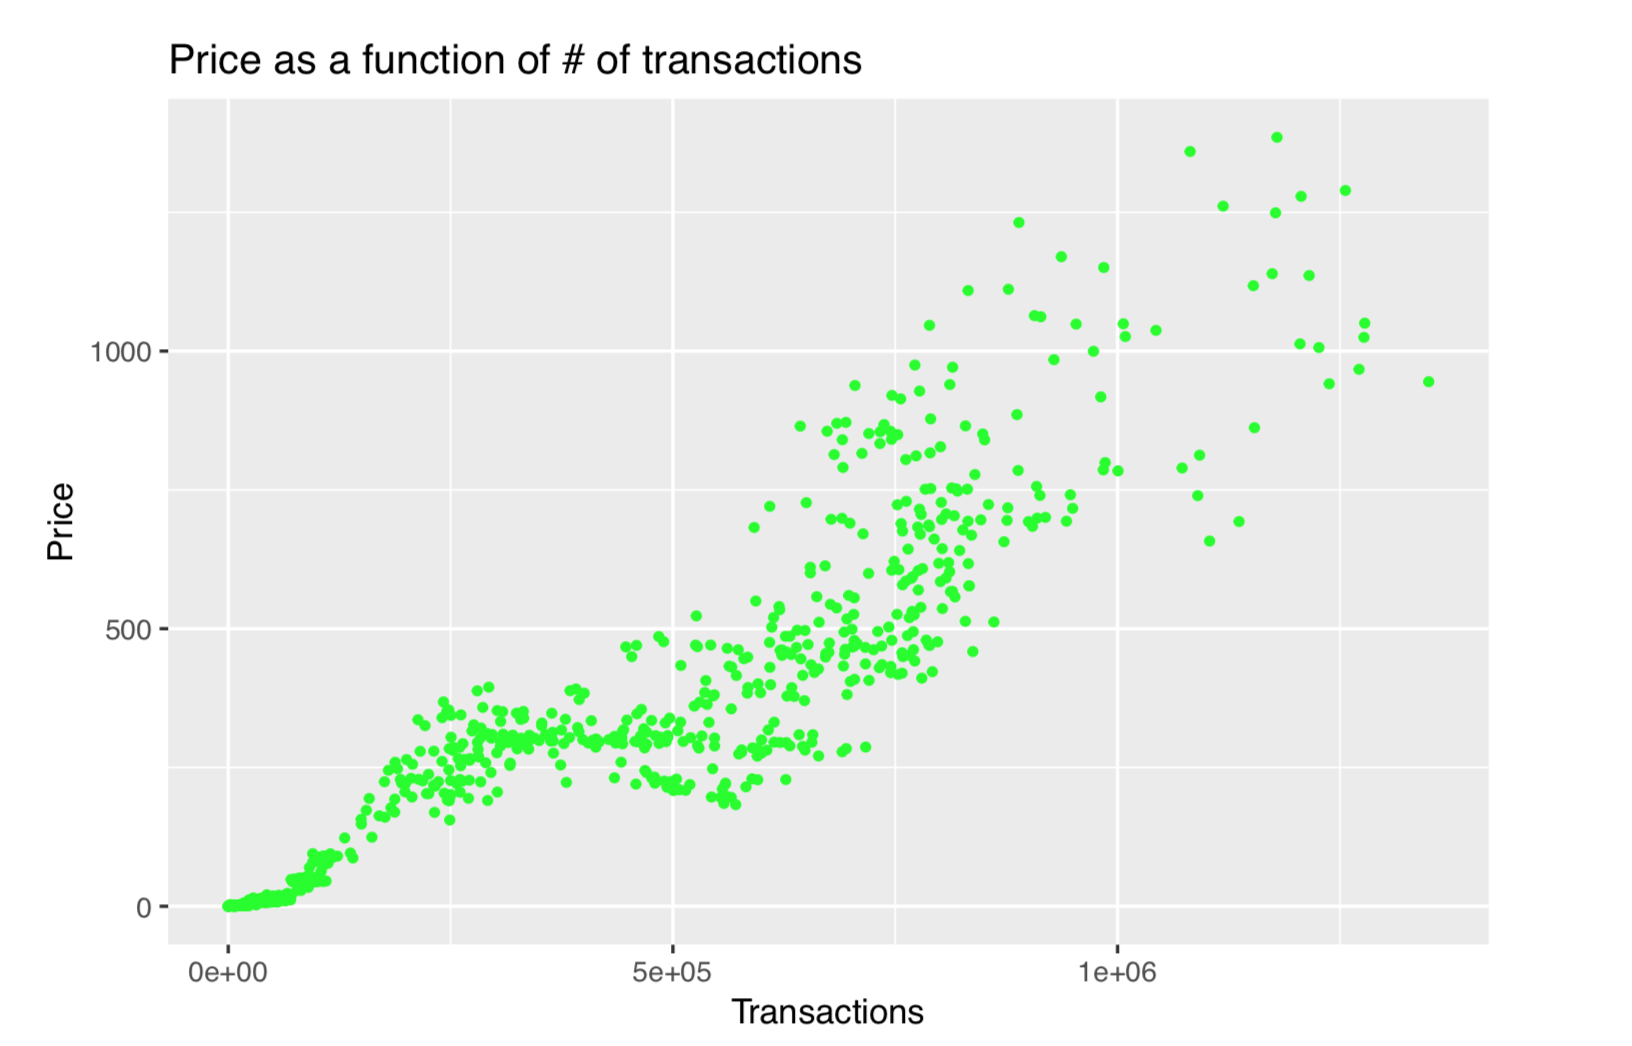 Price as a function of # of transactions
1000
500
0
Price
0e+00 5e+05 1e+06
Transactions